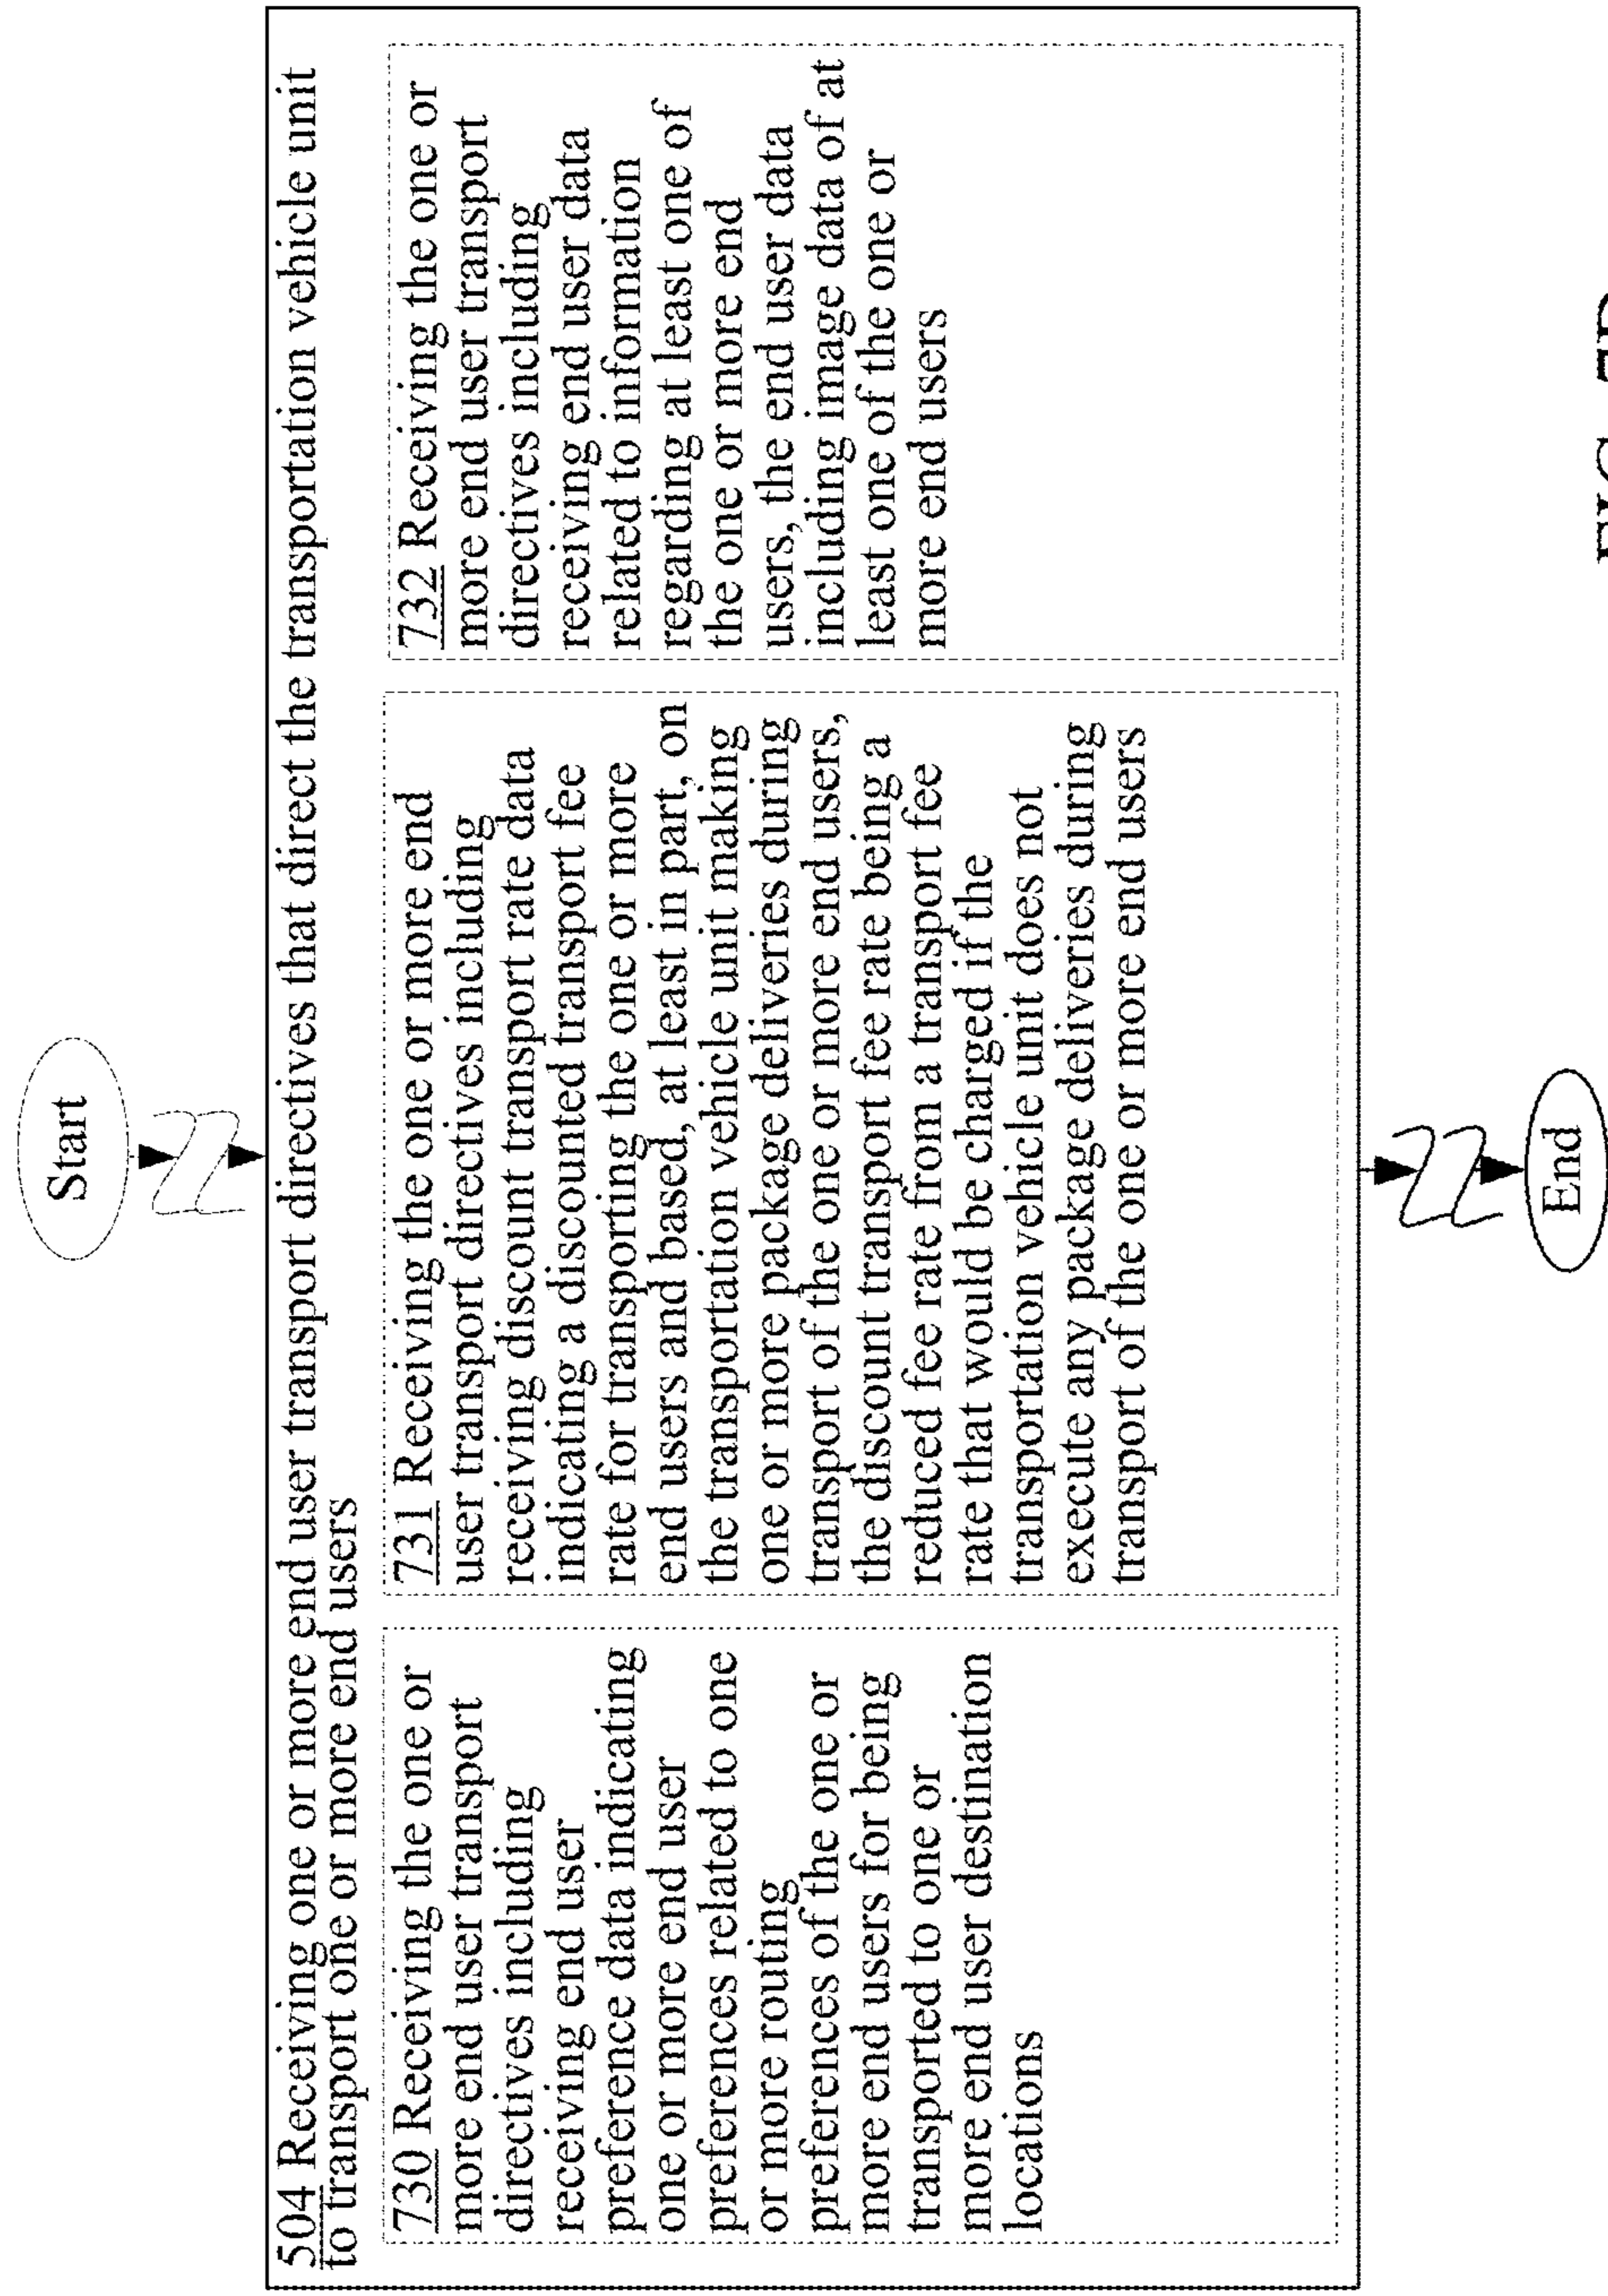 Start
504 Receiving one or more end user transport directives that direct the transportation vehicle unit
to transport one or more end users
730 Receiving the one or
more end user transport
directives including
receiving end user
preference data indicating
one or more end user
preferences related to one
or more routing
preferences of the one or
more end users for being
transported to one or
more end user destination
locations
731 Receiving the one or more end
user transport directives including
receiving discount transport rate data
indicating a discounted transport fee
rate for transporting the one or more
end users and based, at least in part, on
the transportation vehicle unit making
one or more package deliveries during
transport of the one or more end users,
the discount transport fee rate being a
reduced fee rate from a transport fee
rate that would be charged if the
transportation vehicle unit does not
execute any package deliveries during
transport of the one or more end users
732 Receiving the one or
more end user transport
directives including
receiving end user data
related to information
regarding at least one of
the one or more end
users, the end user data
including image data of at
least one of the one or
more end users
End